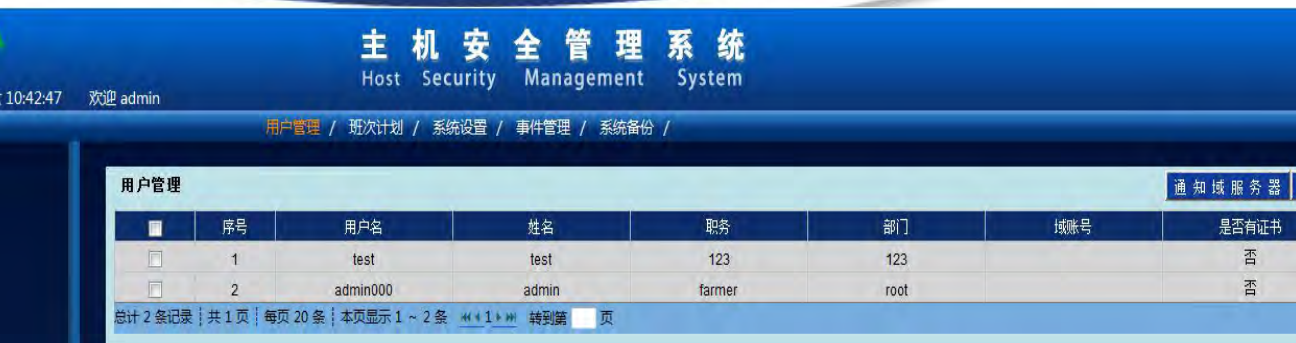 主机安全管理系统
Host Security Management System
10:42:47 欢迎 admin
用户管理 / 班次计划 / 系统设置 / 事件管理 / 系统备份 /
用户管理 通知域服务器
序号 用户名 姓名 职务 部门 域账号 是否有证书
1 test test 123 123 否
2 admin000 admin farmer root 否
总计 2 条记录 共 1 页 每页 20 条 本页显示 1 ~ 2 条 1 转到第 页